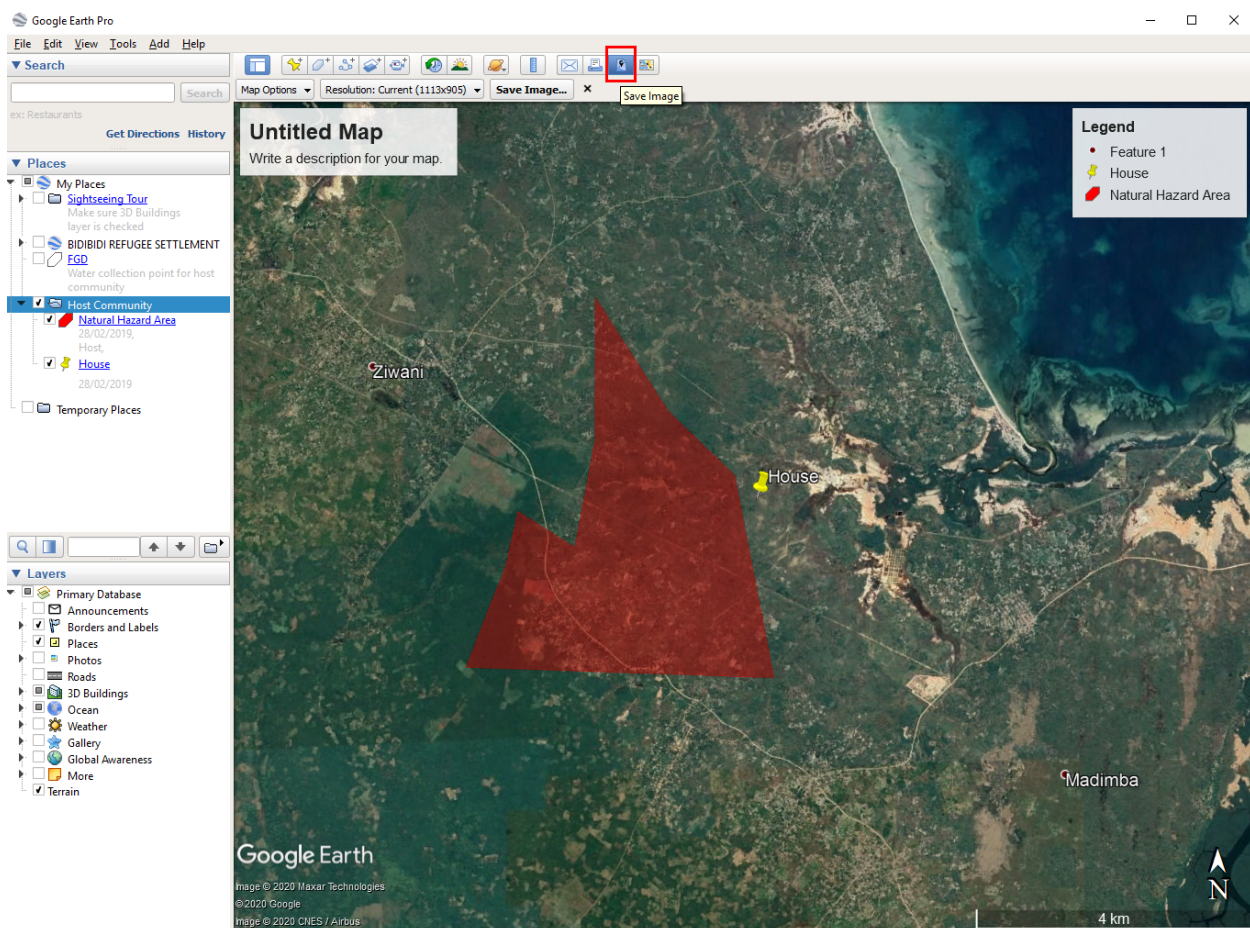 Google Earth Pro
File Edit View Tools Add Help
Search
Search
ex: Restaurants
Get Directions History
Places
My Places
Sightseeing Tour
Make sure 3D Buildings
layer is checked
BIDIBIDI REFUGEE SETTLEMENT
FGD
Water collection point for host
community
Host Community
Natural Hazard Area
28/02/2019,
Host,
House
28/02/2019
Temporary Places
Layers
Primary Database
Announcements
Borders and Labels
Places
Photos
Roads
3D Buildings
Ocean
Weather
Gallery
Global Awareness
More
Terrain
Map Options Resolution: Current (1113x905) Save Image...
Save Image
Untitled Map
Write a description for your map.
Legend
Feature 1
House
Natural Hazard Area
Ziwani
House
Madimba
Google Earth
Image © 2020 Maxar Technologies
©2020 Google
Image © 2020 CNES / Airbus
N
4 km